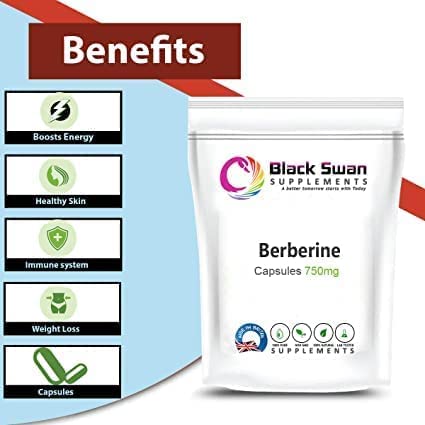 Benefits
Boosts Energy
Healthy Skin
Immune system
Weight Loss
Capsules
Black Swan
SUPPLEMENTS
A better tomorrow starts with Today
Berberine
Capsules 750mg
SUPPLEMENTS